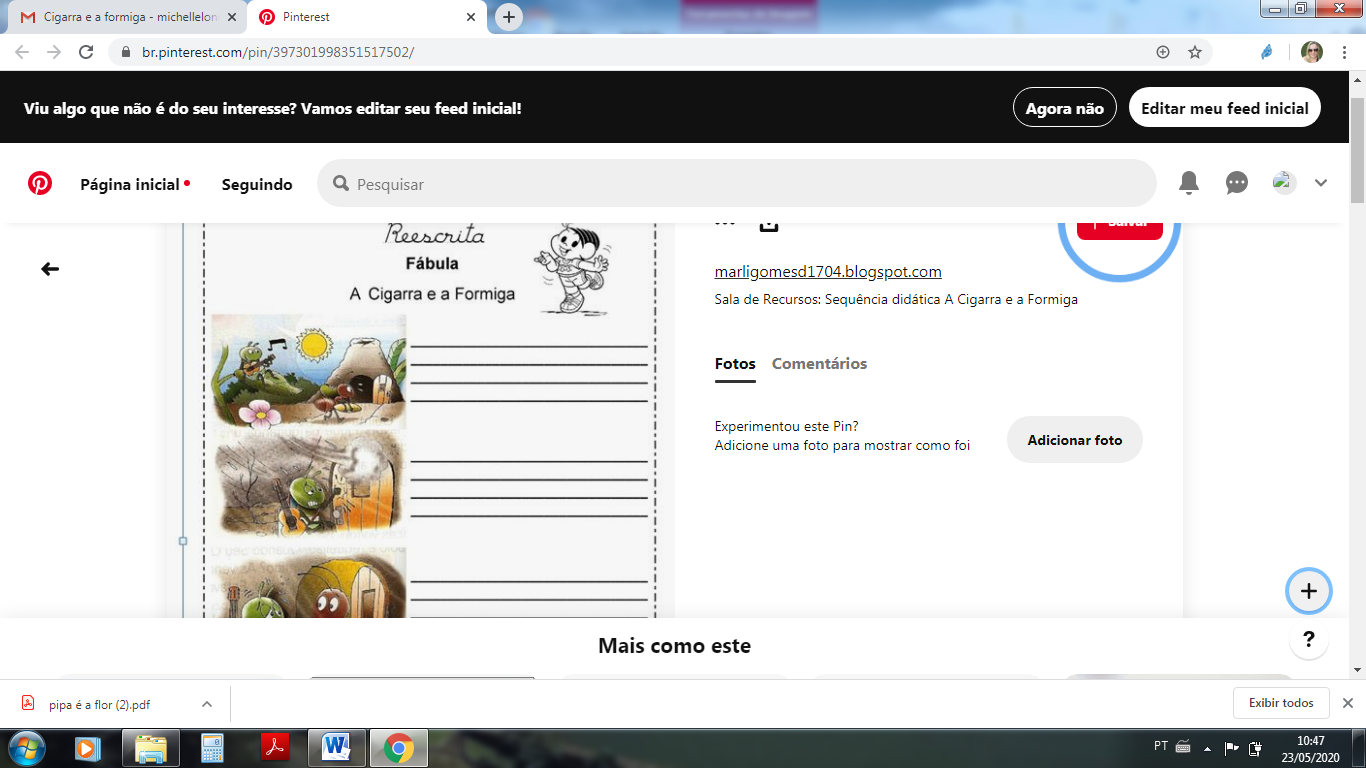 Cigarra e a formiga - michellelon
Pinterest
br.pinterest.com/pin/397301998351517502/
Viu algo que não é do seu interesse? Vamos editar seu feed inicial!
Agora não
Editar meu feed inicial
Página inicial
Seguindo
Pesquisar
Salvar
Reescrita
Fábula
A Cigarra e a Formiga
marligomesd1704.blogspot.com
Sala de Recursos: Sequência didática A Cigarra e a Formiga
Fotos
Comentários
Experimentou este Pin?
Adicione uma foto para mostrar como foi
Adicionar foto
Mais como este
?
pipa é a flor (2).pdf
Exibir todos
PT
10:47
23/05/2020